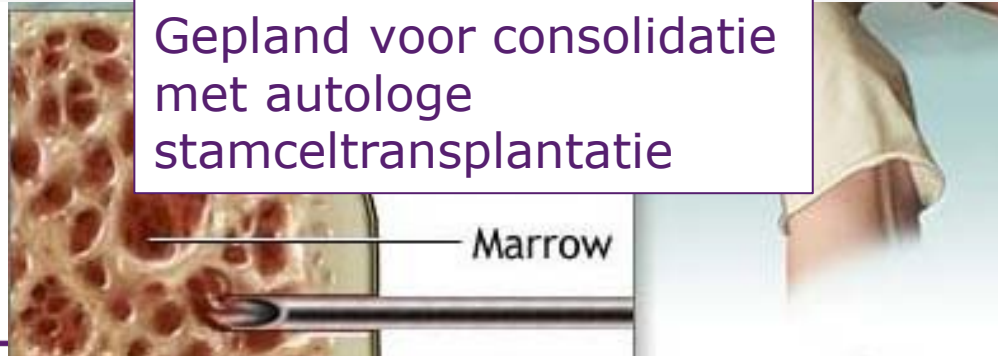 Gepland voor consolidatie
met autologe
stamceltransplantatie
Marrow